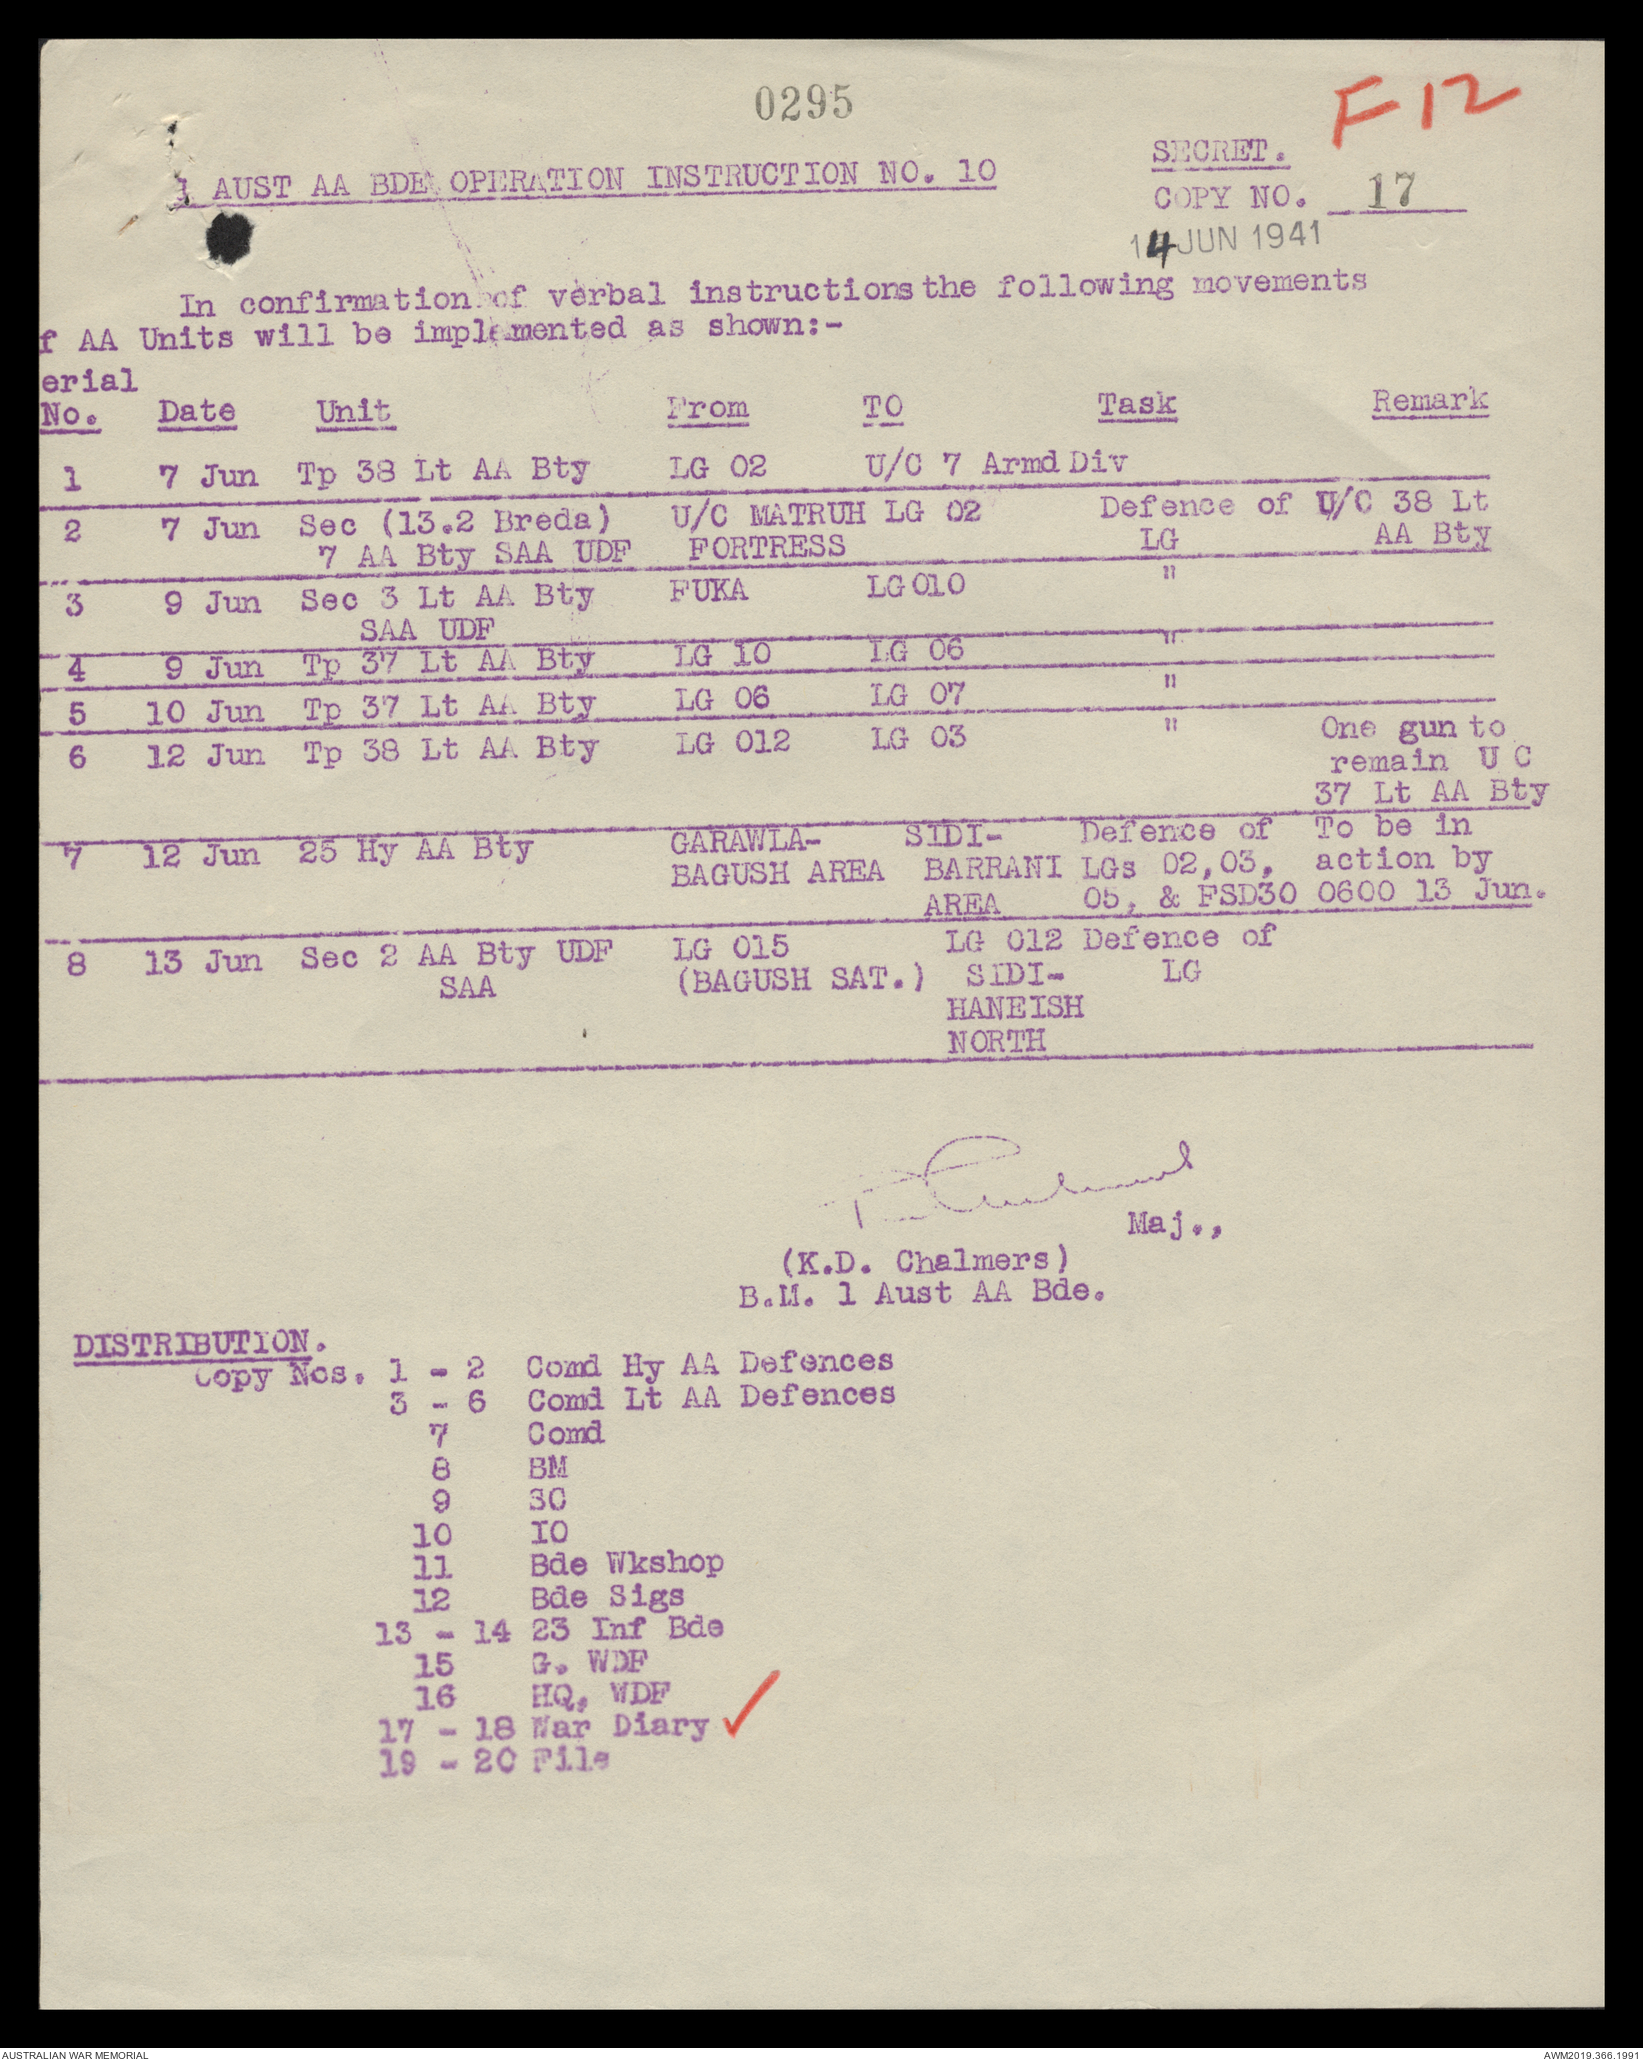 0295
F12
SECRET.
1 AUST AA BDE OPERATION INSTRUCTION NO. 10
COPY NO. 17
14 JUN 1941
In confirmation of verbal instructions the following movements
f AA Units will be implemented as shown:-
erial
No. Date Unit From TO Task Remark
1 7 Jun Tp 38 Lt AA Bty LG 02 U/C 7 Armd Div
2 7 Jun Sec (13.2 Breda) U/C MATRUH LG 02 Defence of U/C 38 Lt
7 AA Bty SAA UDF FORTRESS LG AA Bty
3 9 Jun Sec 3 Lt AA Bty FUKA LG 010 "
SAA UDF
4 9 Jun Tp 37 Lt AA Bty LG 10 LG 06 "
5 10 Jun Tp 37 Lt AA Bty LG 06 LG 07 "
6 12 Jun Tp 38 Lt AA Bty LG 012 LG 03 " One gun to
remain U C
37 Lt AA Bty
7 12 Jun 25 Hy AA Bty GARAWLA- SIDI- Defence of To be in
BAGUSH AREA BARRANI LGs 02,03, action by
AREA 05, & FSD30 0600 13 Jun.
8 13 Jun Sec 2 AA Bty UDF LG 015 LG 012 Defence of
SAA (BAGUSH SAT.) SIDI- LG
HANEISH
NORTH
Maj.,
(K.D. Chalmers)
B.M. 1 Aust AA Bde.
DISTRIBUTION.
Copy Nos. 1 - 2 Comd Hy AA Defences
3 - 6 Comd Lt AA Defences
7 Comd
8 BM
9 SC
10 IO
11 Bde Wkshop
12 Bde Sigs
13 - 14 23 Inf Bde
15 G. WDF
16 HQ, WDF
17 - 18 War Diary ✓
19 - 20 File
AUSTRALIAN WAR MEMORIAL AWM2019.366.1991